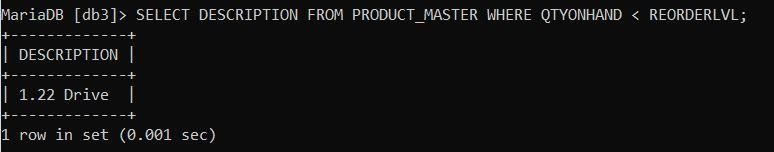 MariaDB [db3]> SELECT DESCRIPTION FROM PRODUCT_MASTER WHERE QTYONHAND < REORDERLVL;
+-------------+
| DESCRIPTION |
+-------------+
| 1.22 Drive  |
+-------------+
1 row in set (0.001 sec)